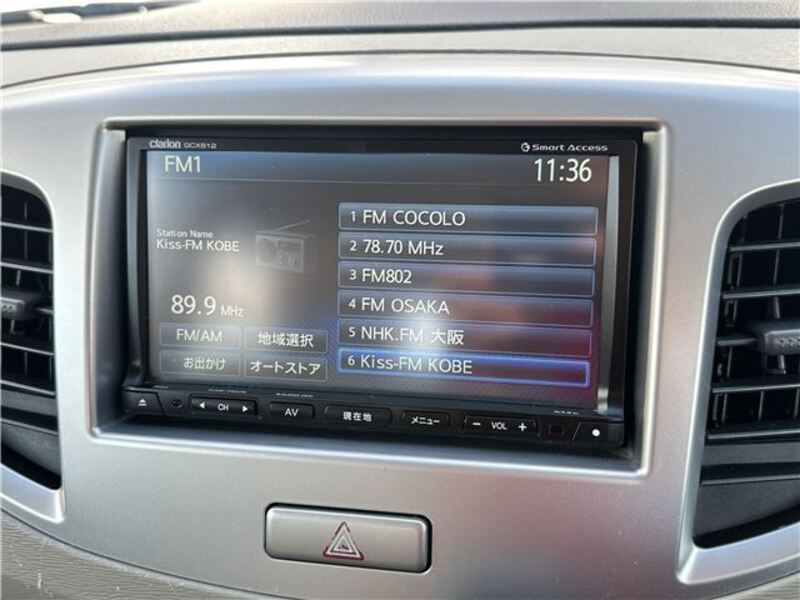 clarion GCX612
Smart Access
FM1
11:36
Station Name
Kiss-FM KOBE
89.9 MHz
1 FM COCOLO
2 78.70 MHz
3 FM802
4 FM OSAKA
5 NHK.FM 大阪
6 Kiss-FM KOBE
FM/AM
地域選択
お出かけ
オートストア
CH
AV
現在地
メニュー
− VOL +